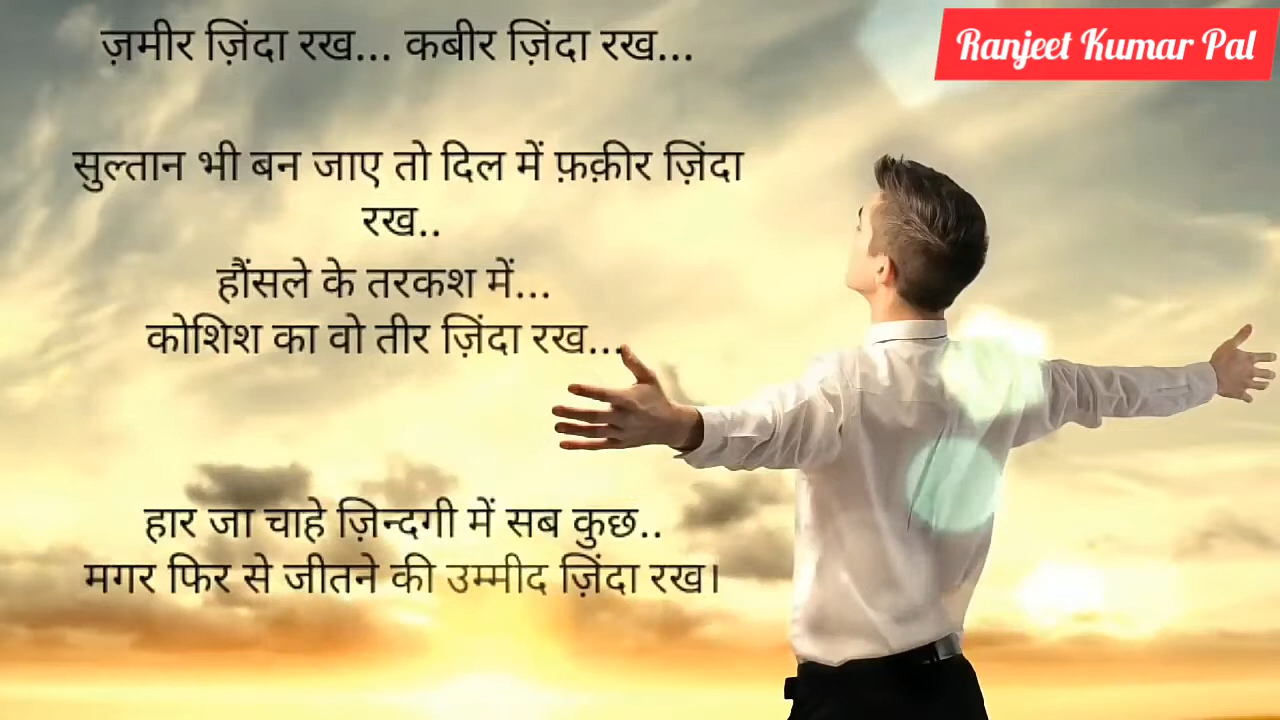 ज़मीर ज़िंदा रख... कबीर ज़िंदा रख...
Ranjeet Kumar Pal
सुल्तान भी बन जाए तो दिल में फ़क़ीर ज़िंदा
रख..
हौंसले के तरकश में...
कोशिश का वो तीर ज़िंदा रख...
हार जा चाहे ज़िन्दगी में सब कुछ..
मगर फिर से जीतने की उम्मीद ज़िंदा रख।